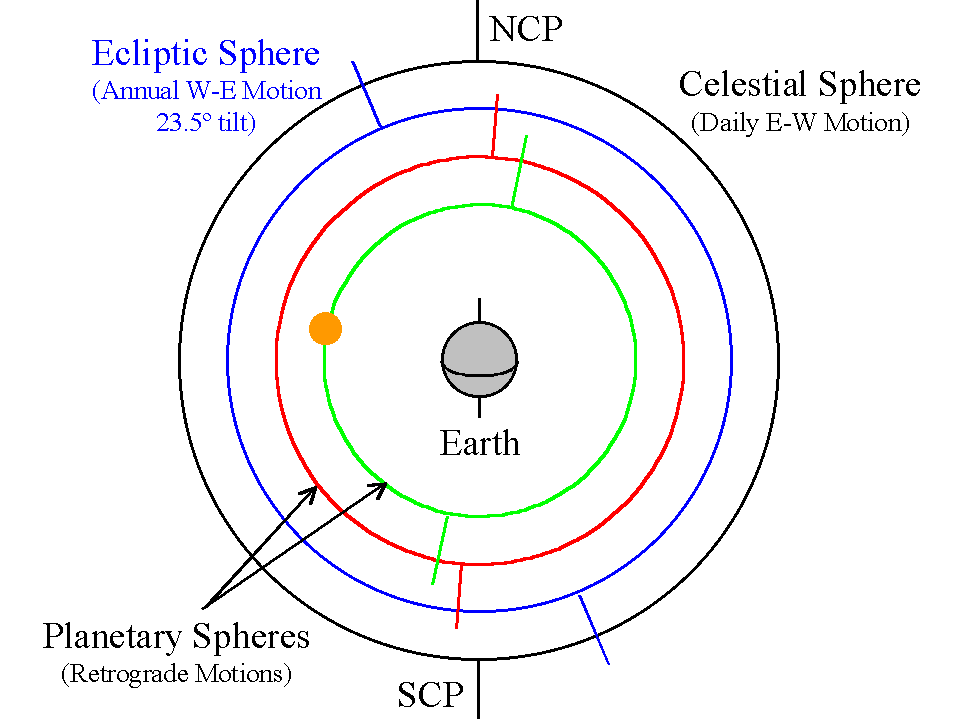 NCP
Ecliptic Sphere
(Annual W-E Motion
23.5° tilt)
Celestial Sphere
(Daily E-W Motion)
Earth
Planetary Spheres
(Retrograde Motions)
SCP